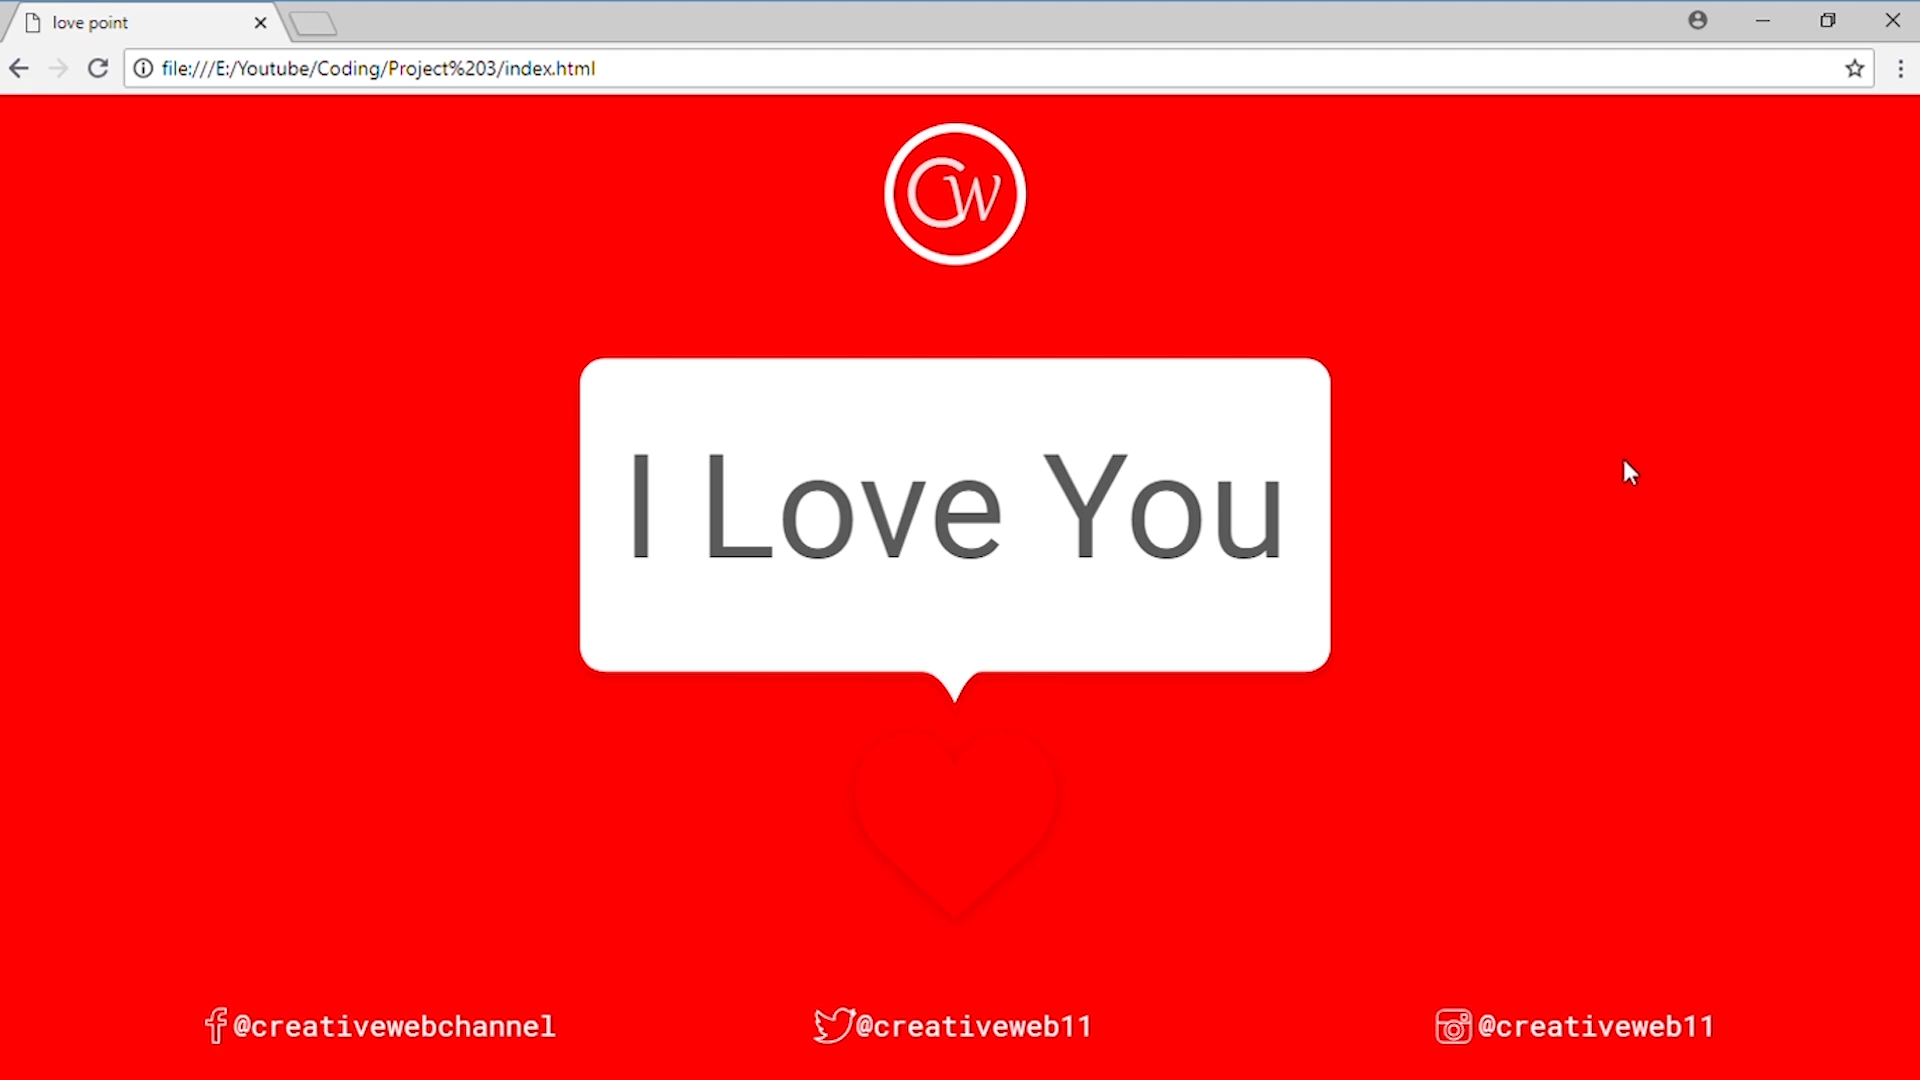 love point
file:///E:/Youtube/Coding/Project%203/index.html
CW
I Love You
@creativewebchannel
@creativeweb11
@creativeweb11